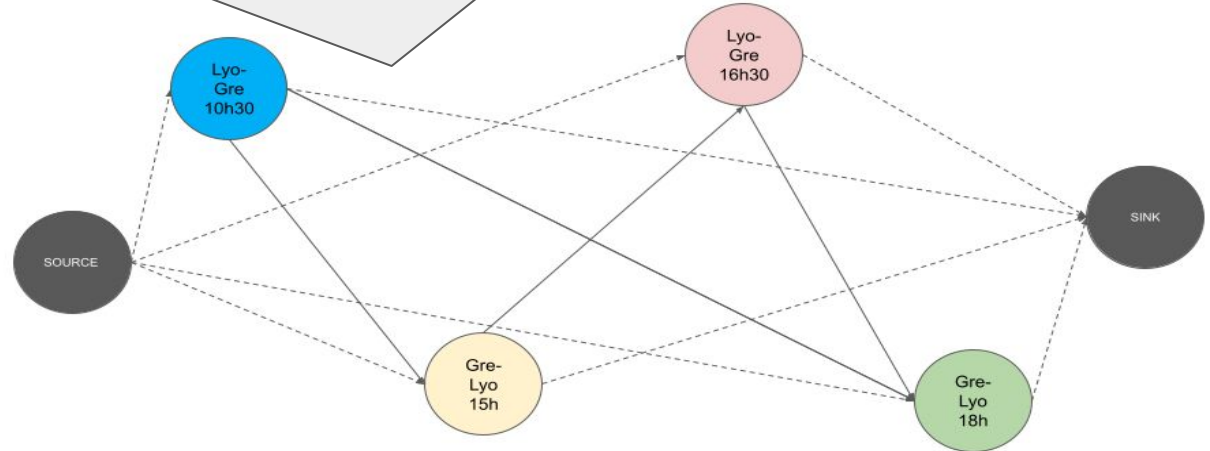 Lyo-
Gre
10h30
Lyo-
Gre
16h30
SOURCE
SINK
Gre-
Lyo
15h
Gre-
Lyo
18h